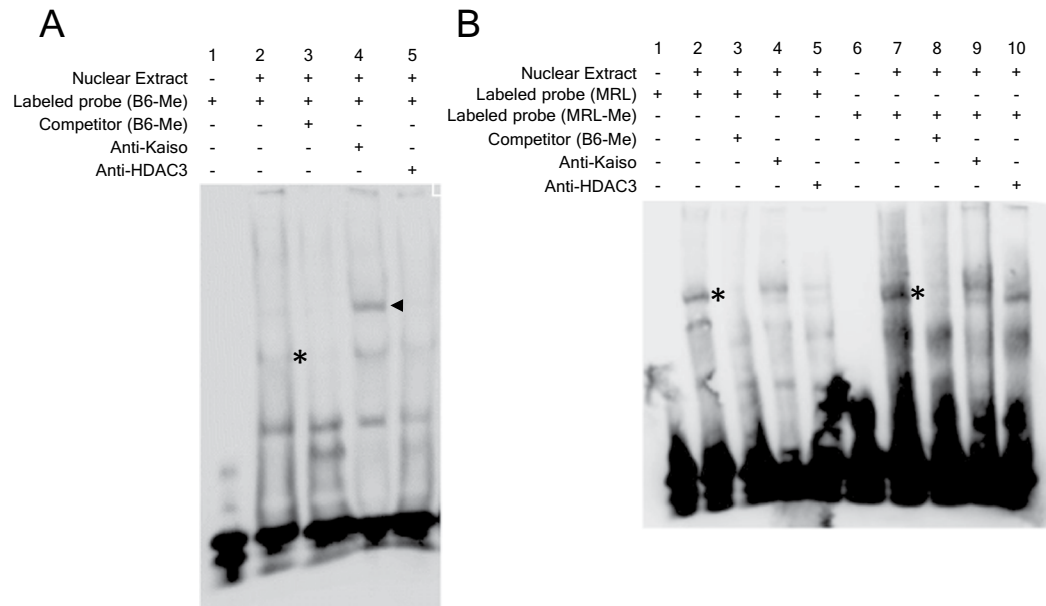 A
1 2 3 4 5
Nuclear Extract - + + + +
Labeled probe (B6-Me) + + + + +
Competitor (B6-Me) - - + - -
Anti-Kaiso - - - + -
Anti-HDAC3 - - - - +
*
B
1 2 3 4 5 6 7 8 9 10
Nuclear Extract - + + + + - + + + +
Labeled probe (MRL) + + + + + - - - - -
Labeled probe (MRL-Me) - - - - - + + + + +
Competitor (B6-Me) - - + - - - - + - -
Anti-Kaiso - - - + - - - - + -
Anti-HDAC3 - - - - + - - - - +
* *